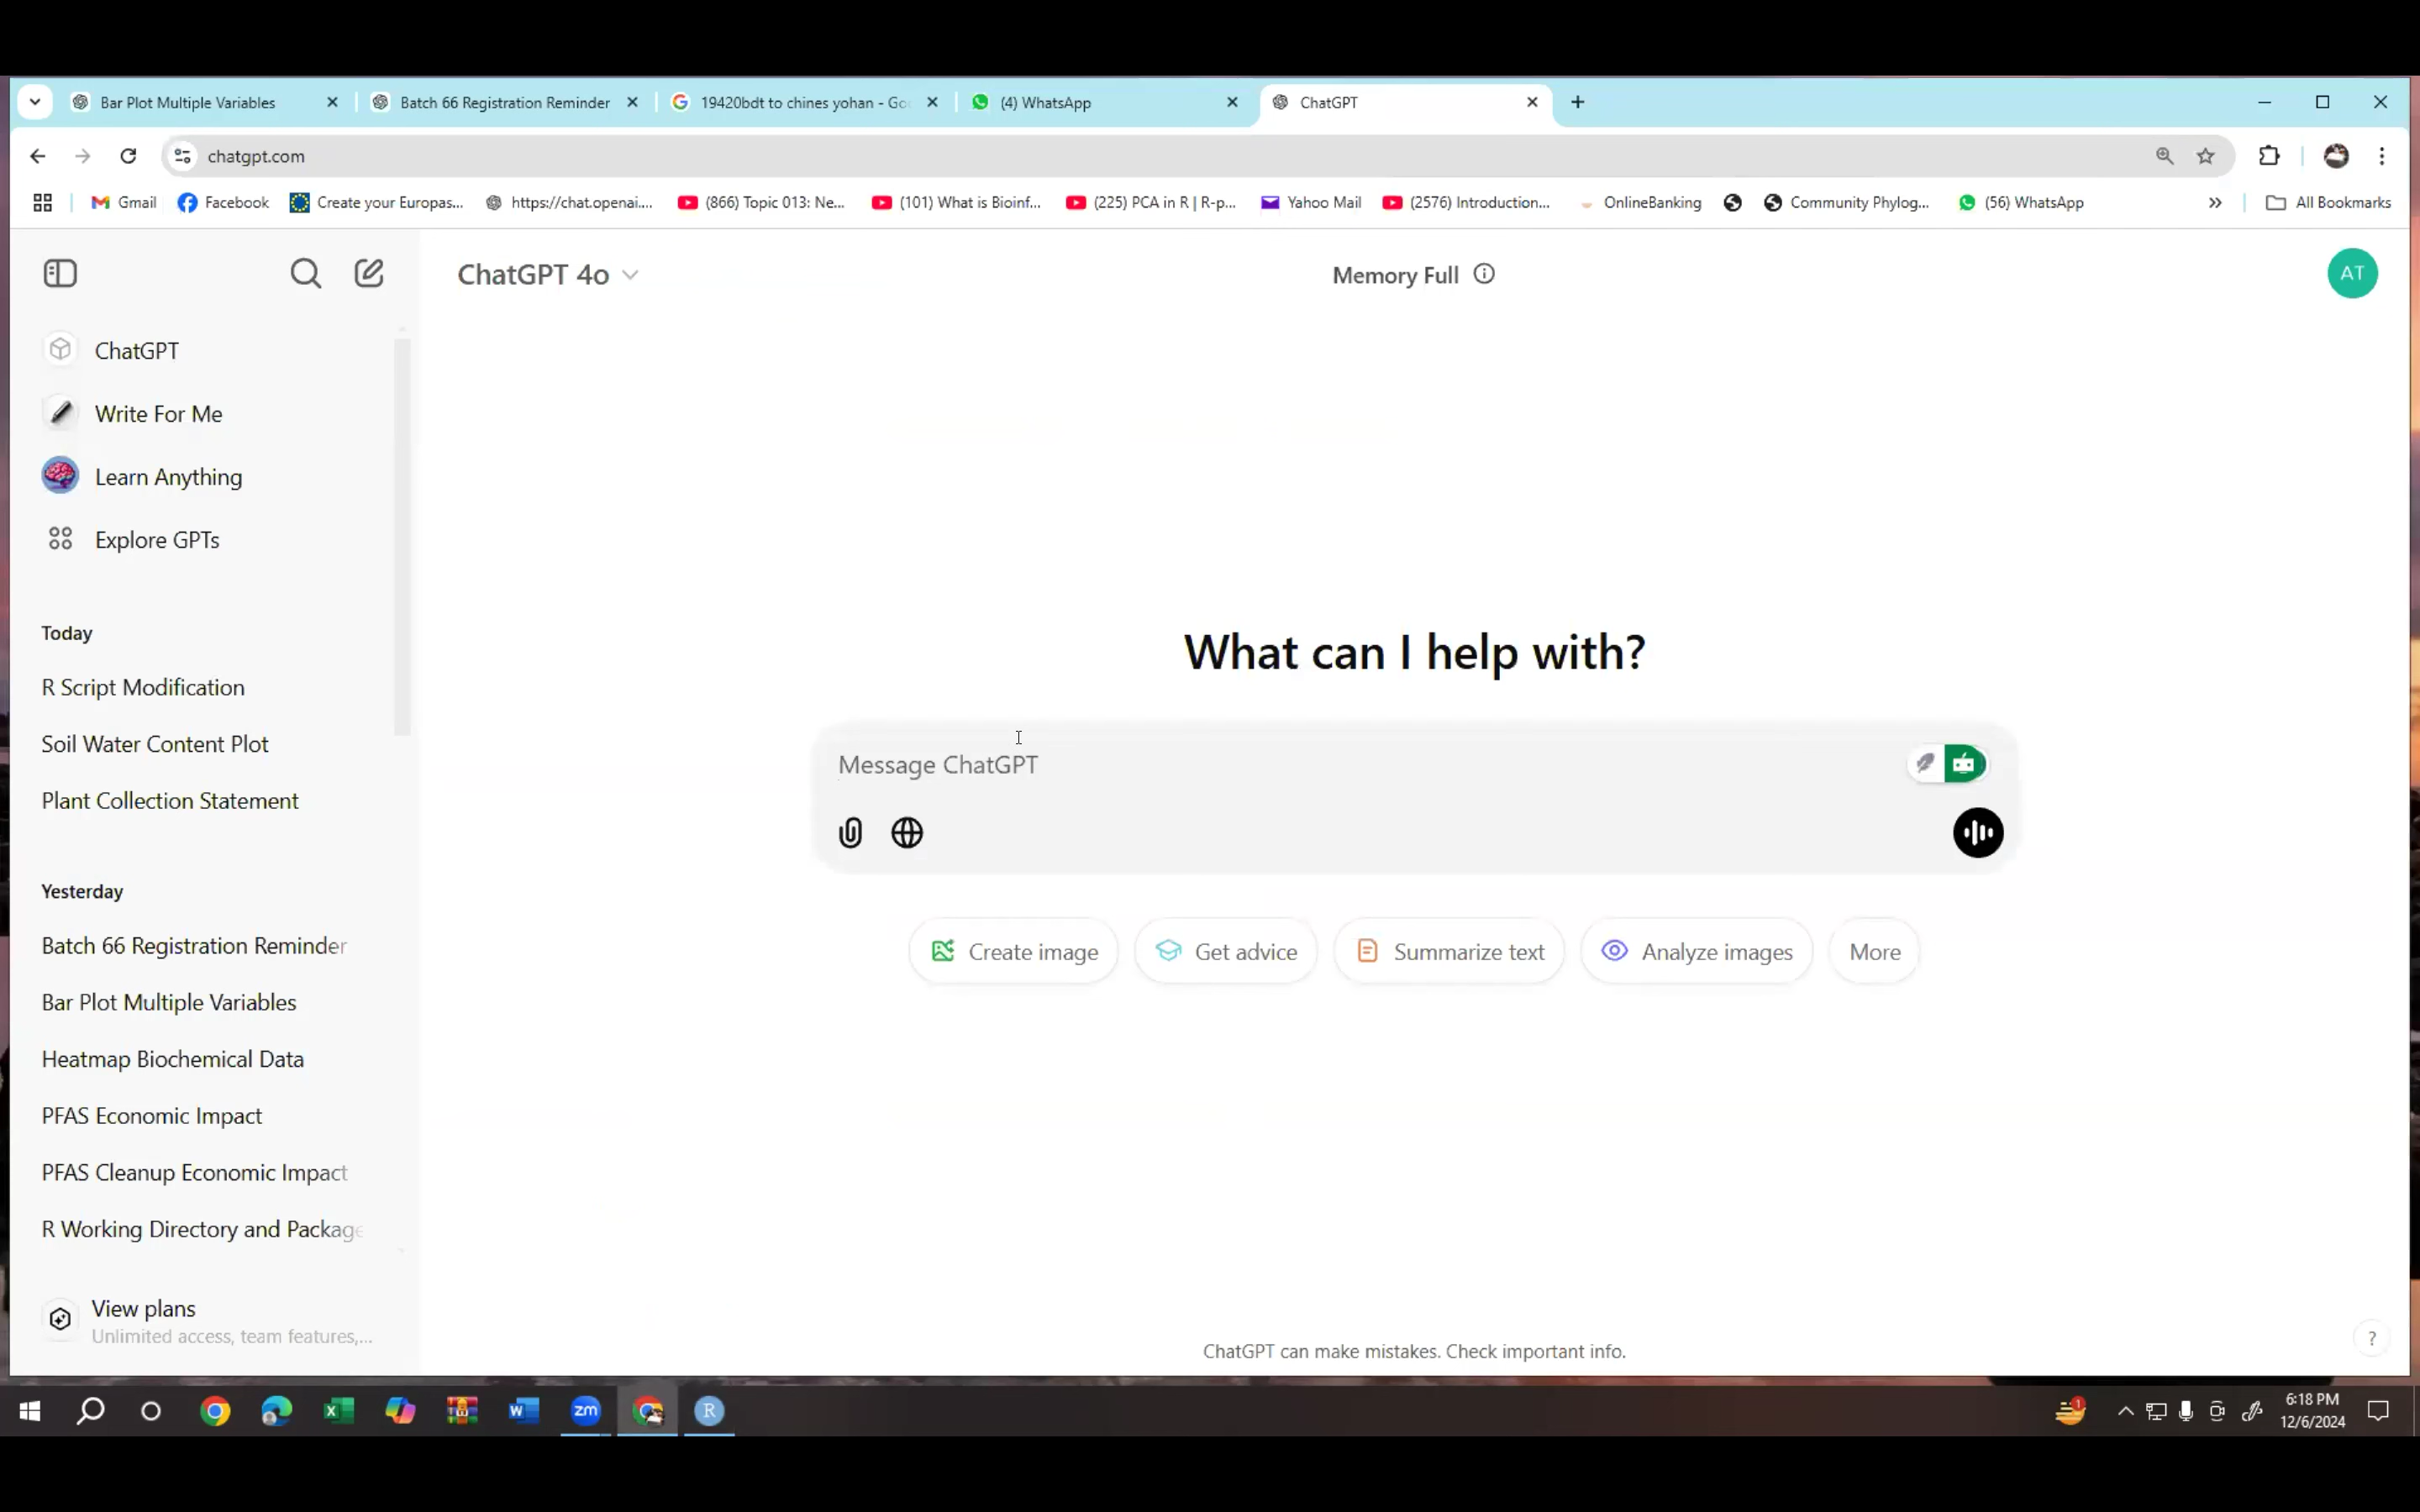 Bar Plot Multiple Variables
Batch 66 Registration Reminder
19420bdt to chines yohan - Go
(4) WhatsApp
ChatGPT
chatgpt.com
Gmail
Facebook
Create your Europas...
https://chat.openai....
(866) Topic 013: Ne...
(101) What is Bioinf...
(225) PCA in R | R-p...
Yahoo Mail
(2576) Introduction...
OnlineBanking
Community Phylog...
(56) WhatsApp
All Bookmarks
ChatGPT 4o
Memory Full
AT
ChatGPT
Write For Me
Learn Anything
Explore GPTs
Today
R Script Modification
Soil Water Content Plot
Plant Collection Statement
Yesterday
Batch 66 Registration Reminder
Bar Plot Multiple Variables
Heatmap Biochemical Data
PFAS Economic Impact
PFAS Cleanup Economic Impact
R Working Directory and Package
View plans
Unlimited access, team features,...
What can I help with?
Message ChatGPT
Create image
Get advice
Summarize text
Analyze images
More
ChatGPT can make mistakes. Check important info.
?
zm
R
1
6:18 PM
12/6/2024